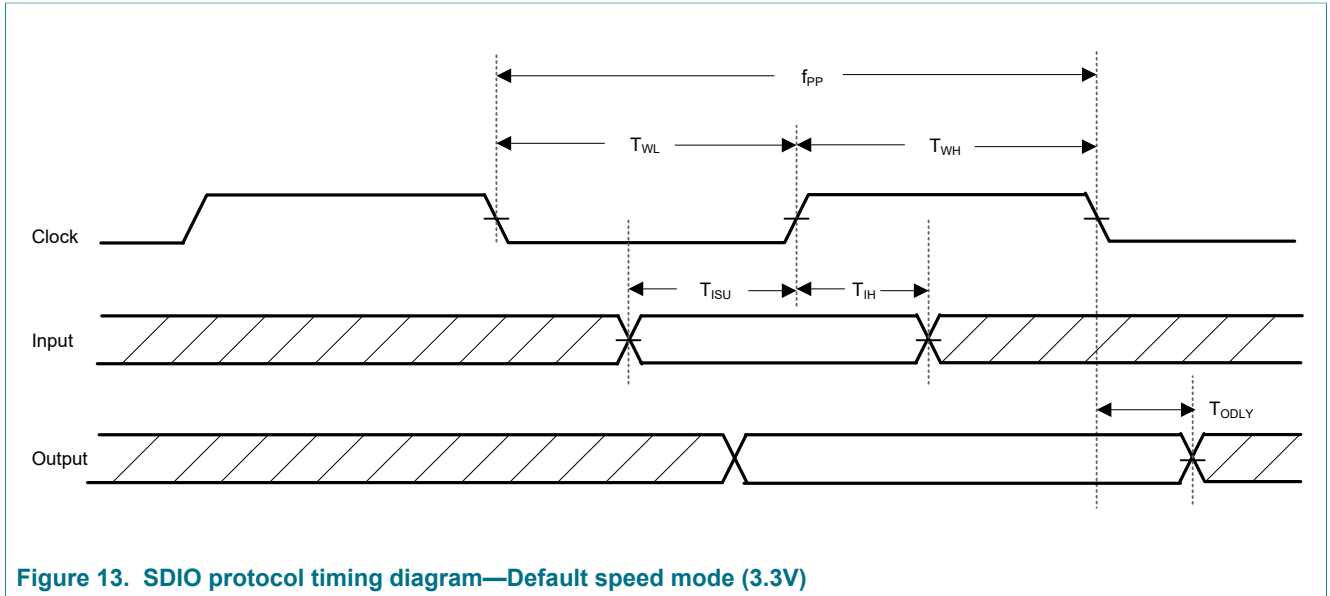 fPP
TWL
TWH
Clock
TISU
TIH
Input
TODLY
Output
Figure 13. SDIO protocol timing diagram—Default speed mode (3.3V)